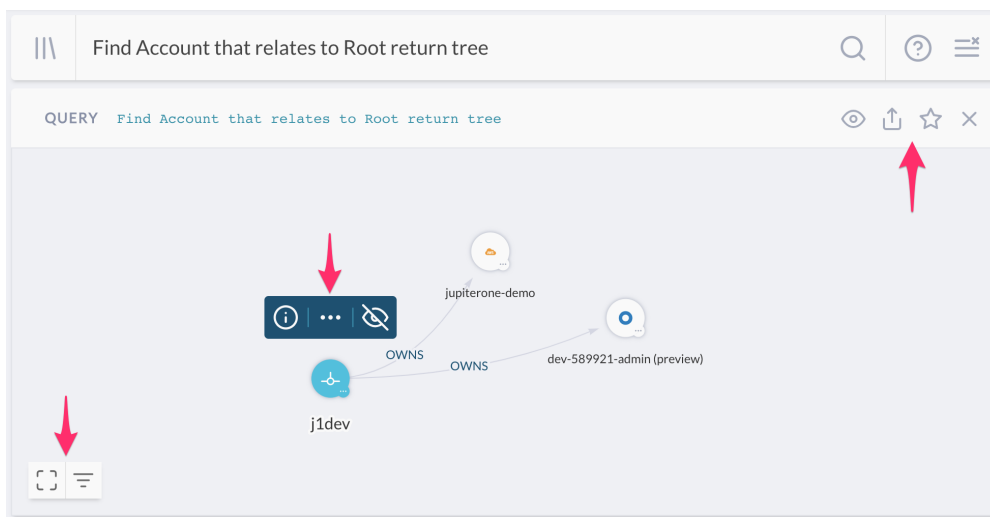 Find Account that relates to Root return tree
QUERY Find Account that relates to Root return tree
jupiterone-demo
OWNS
OWNS
dev-589921-admin (preview)
j1dev